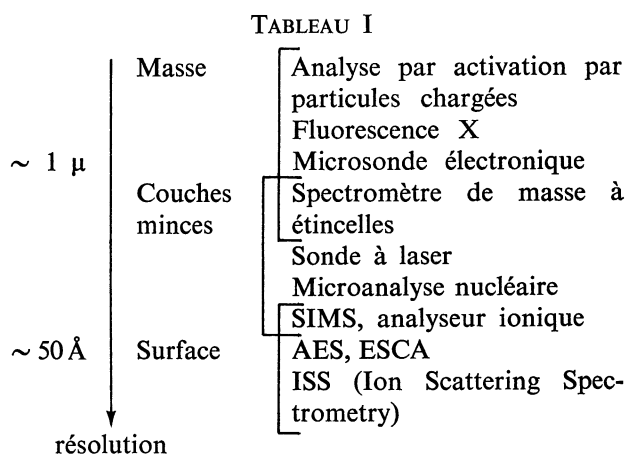 TABLEAU I
Masse
Analyse par activation par
particules chargées
Fluorescence X
~ 1 μ
Microsonde électronique
Couches
minces
Spectromètre de masse à
étincelles
Sonde à laser
Microanalyse nucléaire
SIMS, analyseur ionique
~ 50 Å
Surface
AES, ESCA
ISS (Ion Scattering Spec-
trometry)
résolution